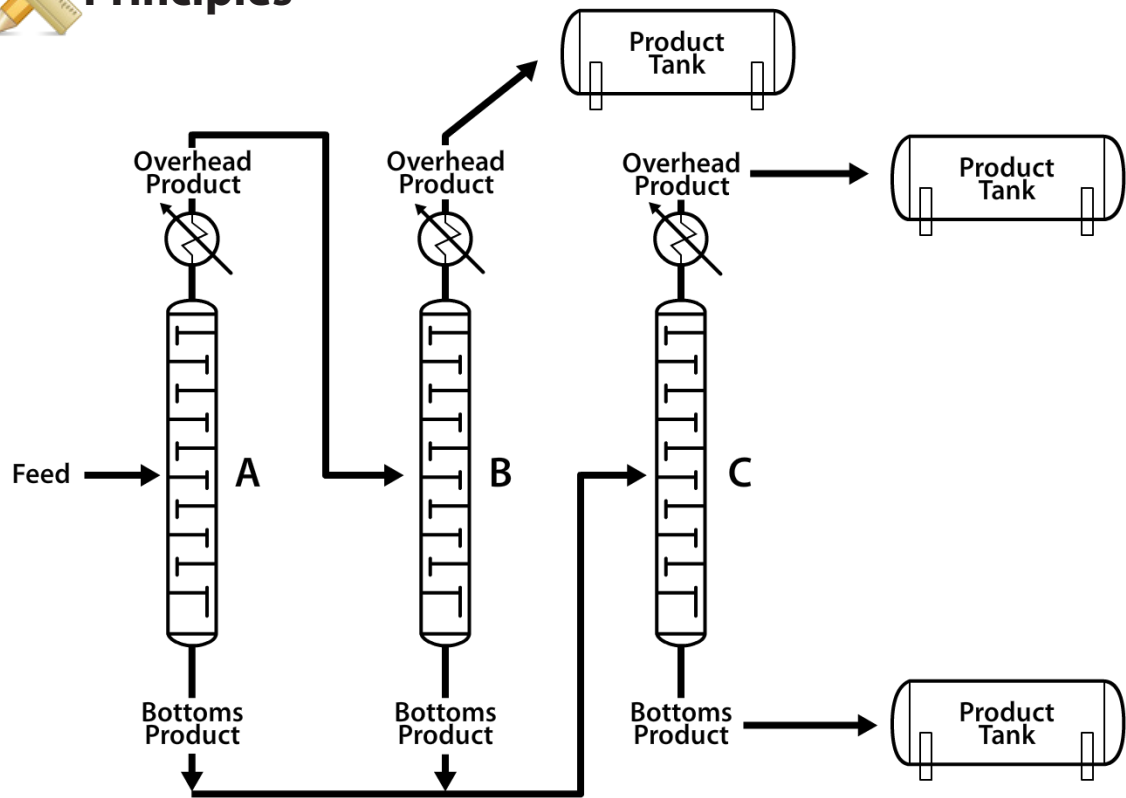 Principles
Product
Tank
Overhead
Product
Overhead
Product
Overhead
Product
Product
Tank
Feed
A
B
C
Bottoms
Product
Bottoms
Product
Bottoms
Product
Product
Tank